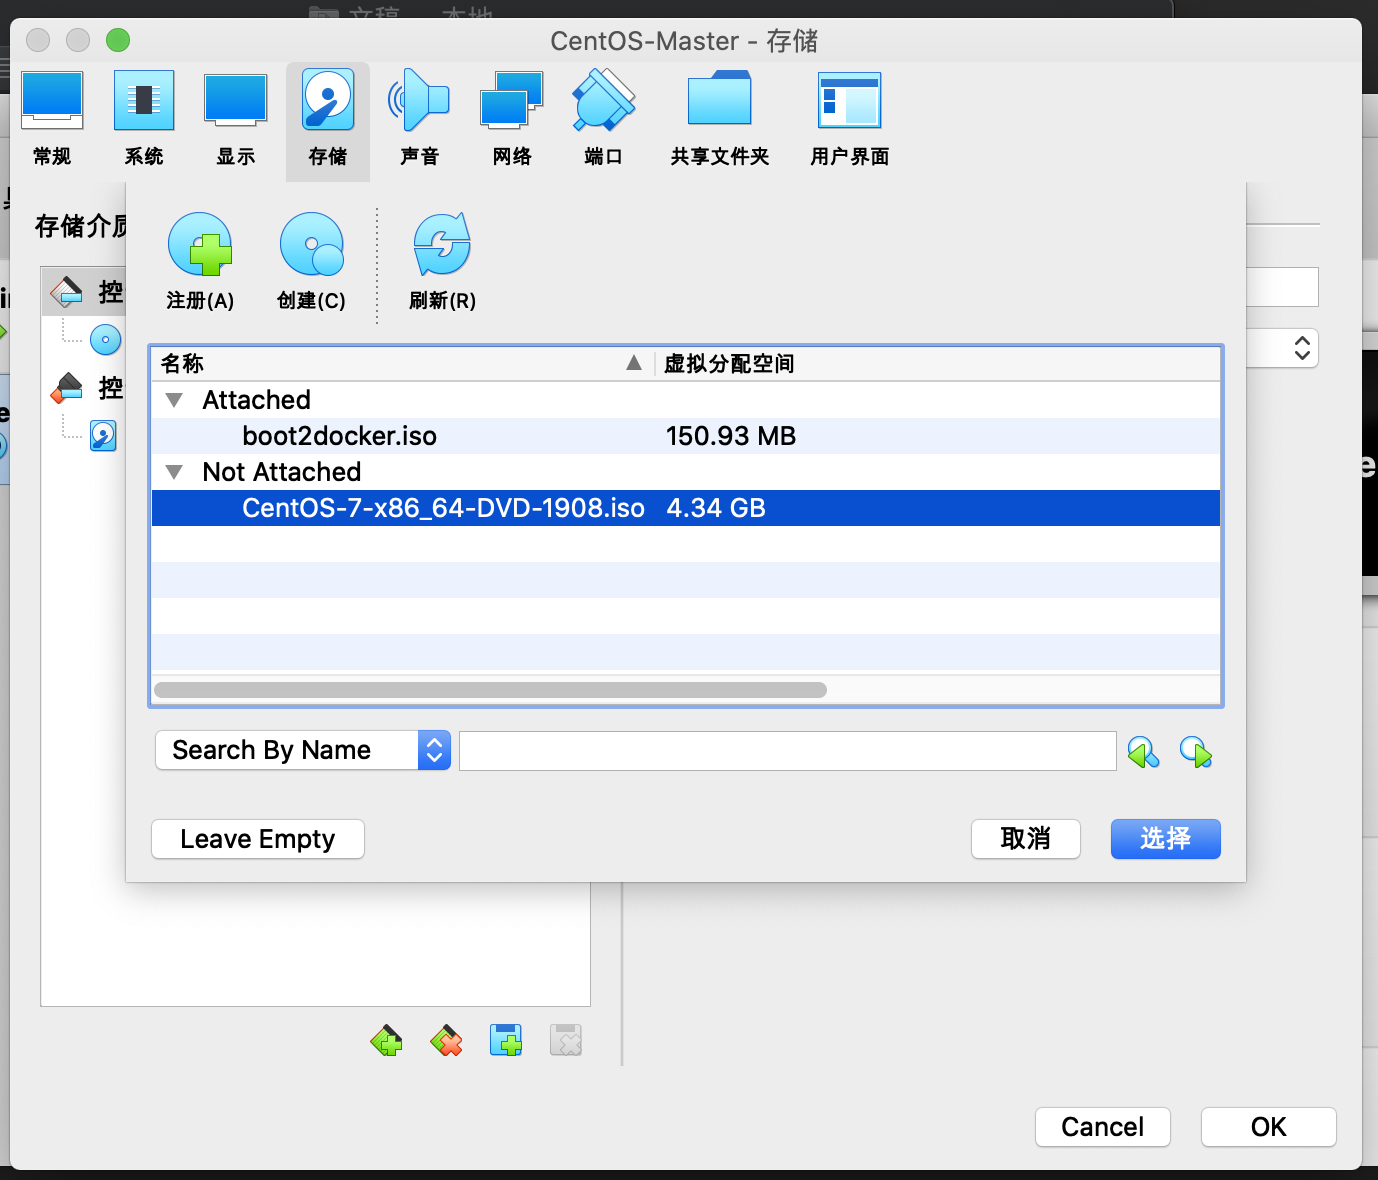 CentOS-Master - 存储
常规 系统 显示 存储 声音 网络 端口 共享文件夹 用户界面
存储介质
注册(A) 创建(C) 刷新(R)
控
控
名称 虚拟分配空间
Attached
boot2docker.iso 150.93 MB
Not Attached
CentOS-7-x86_64-DVD-1908.iso 4.34 GB
Search By Name
Leave Empty 取消 选择
Cancel OK